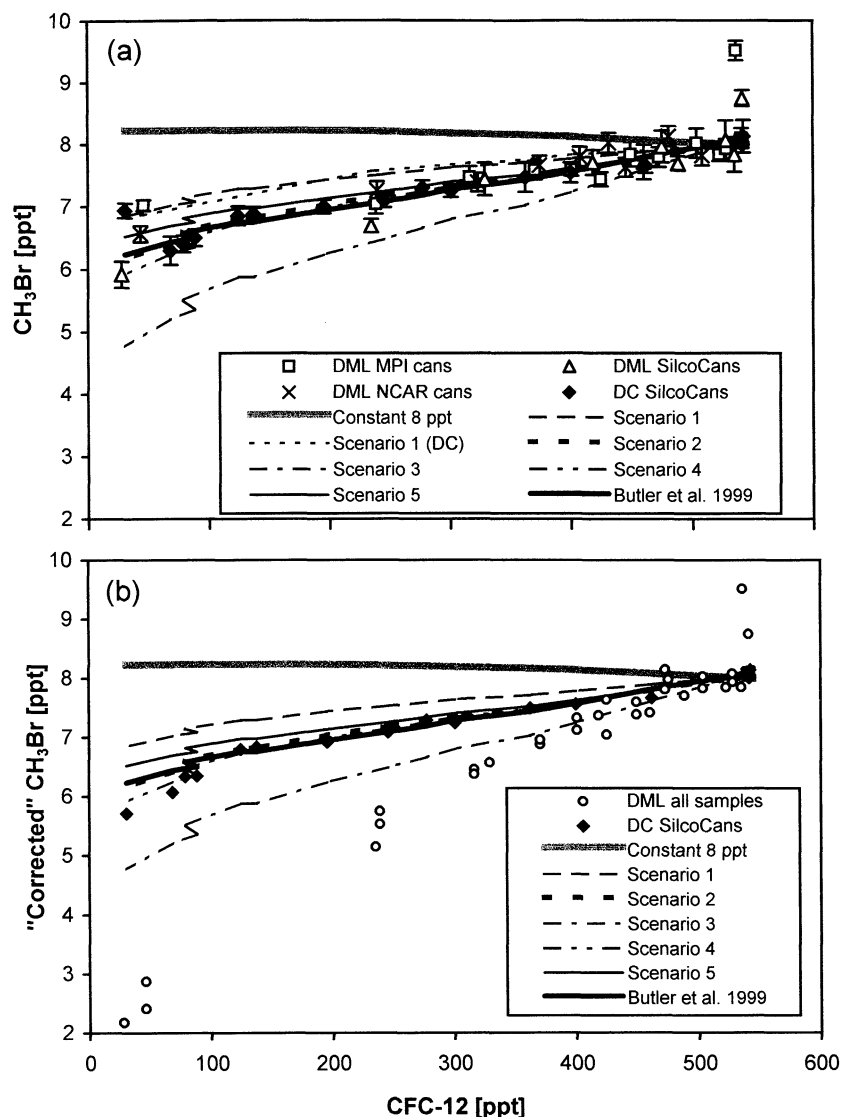 10
(a)
9
8
7
6
5
4
3
2
CH₃Br [ppt]
DML MPI cans
DML SilcoCans
DML NCAR cans
DC SilcoCans
Constant 8 ppt
Scenario 1
Scenario 1 (DC)
Scenario 2
Scenario 3
Scenario 4
Scenario 5
Butler et al. 1999
10
(b)
9
8
7
6
5
4
3
2
"Corrected" CH₃Br [ppt]
DML all samples
DC SilcoCans
Constant 8 ppt
Scenario 1
Scenario 2
Scenario 3
Scenario 4
Scenario 5
Butler et al. 1999
0 100 200 300 400 500 600
CFC-12 [ppt]